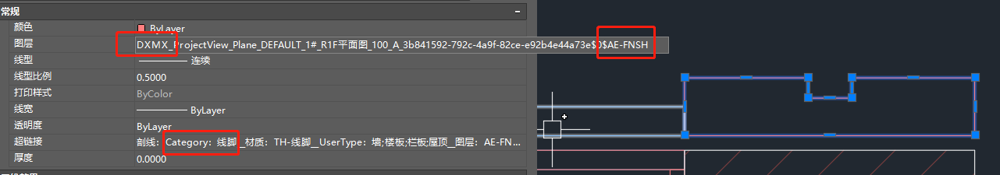 常规
颜色 ByLayer
图层 DXMX_ProjectView_Plane_DEFAULT_1#_R1F平面图_100_A_3b841592-792c-4a9f-82ce-e92b4e44a73e$0$AE-FNSH
线型 连续
线型比例 0.5000
打印样式 ByColor
线宽 ByLayer
透明度 ByLayer
超链接 剖线：Category：线脚__材质：TH-线脚__UserType：墙;楼板;栏板;屋顶__图层：AE-FN...
厚度 0.0000